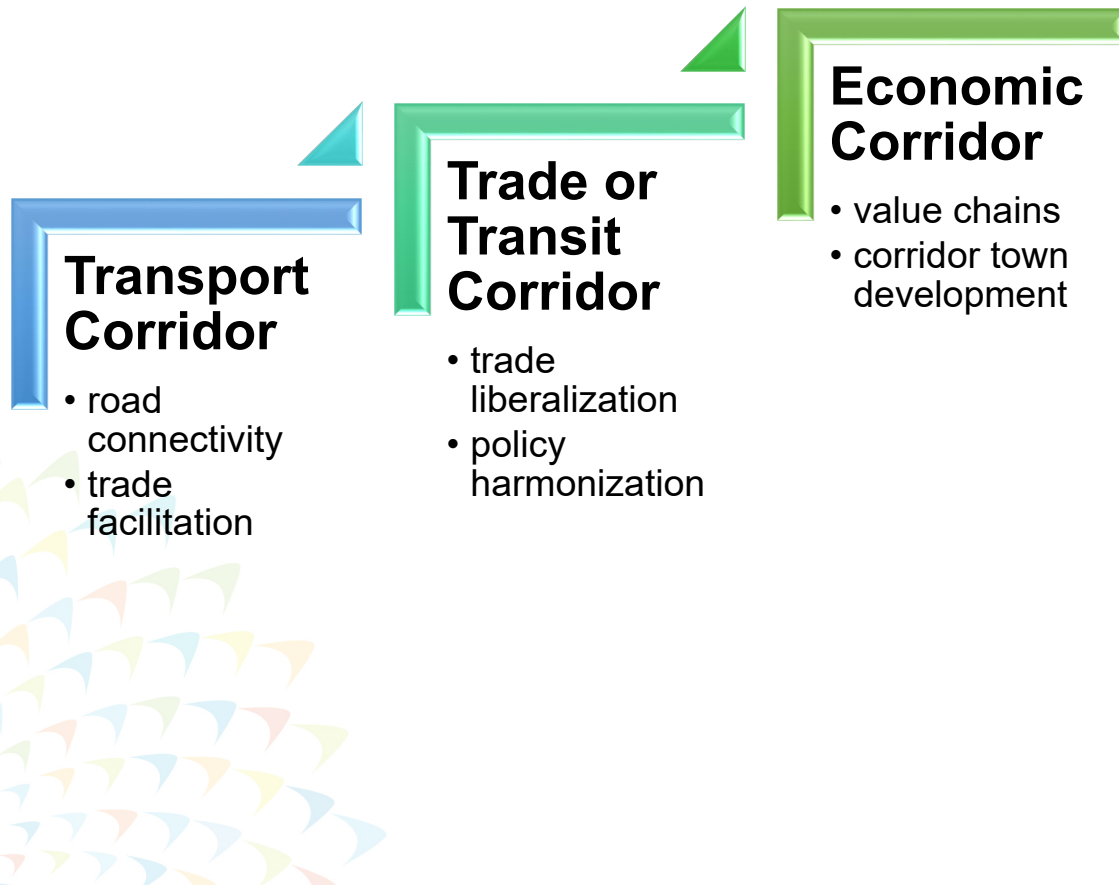 Transport
Corridor
• road
connectivity
• trade
facilitation
Trade or
Transit
Corridor
• trade
liberalization
• policy
harmonization
Economic
Corridor
• value chains
• corridor town
development